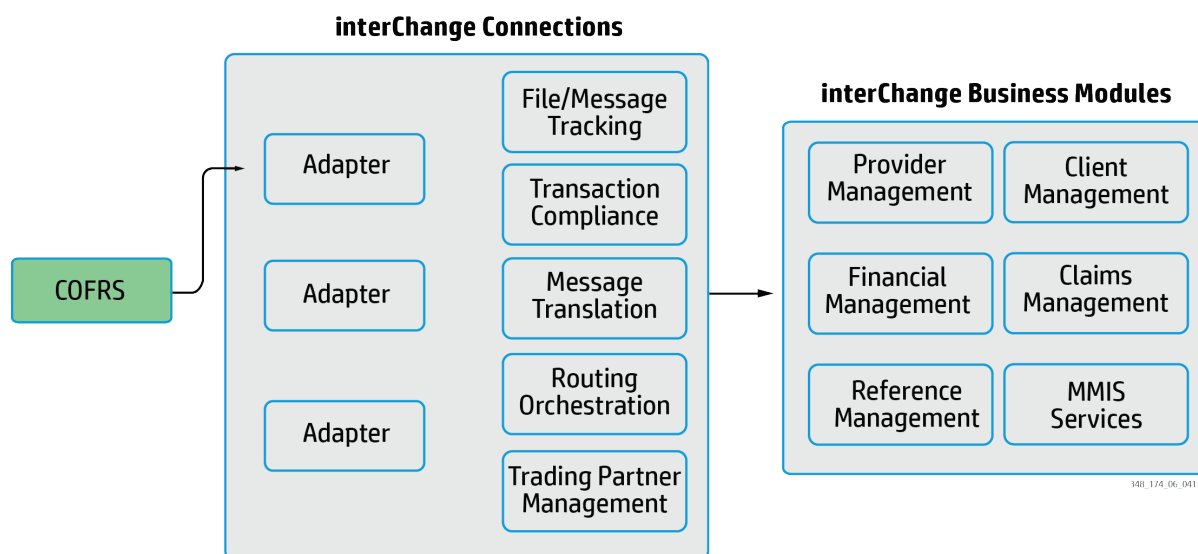 interChange Connections
File/Message
Tracking
Adapter
Transaction
Compliance
COFRS
Adapter
Message
Translation
Routing
Orchestration
Adapter
Trading Partner
Management
interChange Business Modules
Provider
Management
Client
Management
Financial
Management
Claims
Management
Reference
Management
MMIS
Services
348_174_06_041